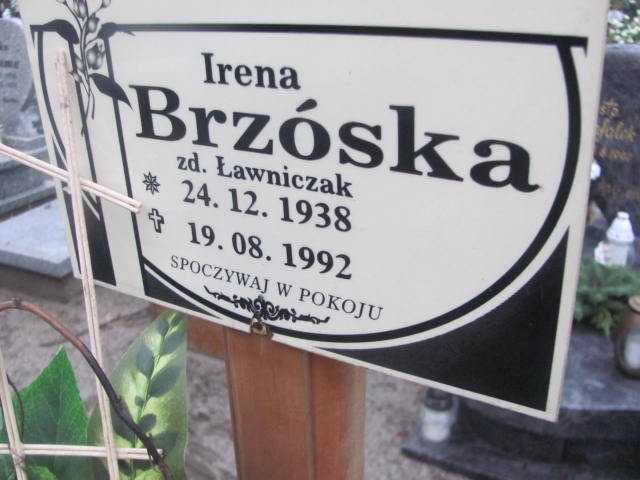 Irena
Brzóska
zd. Ławniczak
24. 12. 1938
19. 08. 1992
SPOCZYWAJ W POKOJU